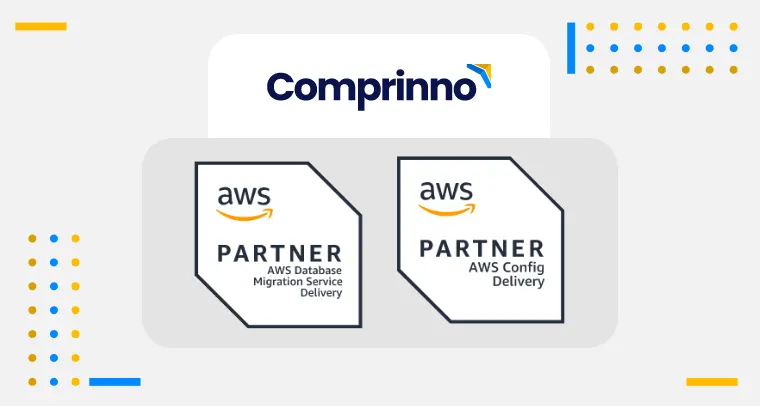 Comprinno
aws
PARTNER
AWS Database
Migration Service
Delivery
aws
PARTNER
AWS Config
Delivery